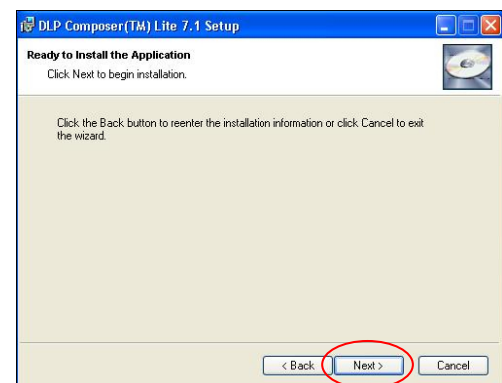 DLP Composer(TM) Lite 7.1 Setup
Ready to Install the Application
Click Next to begin installation.
Click the Back button to reenter the installation information or click Cancel to exit
the wizard.
< Back Next > Cancel